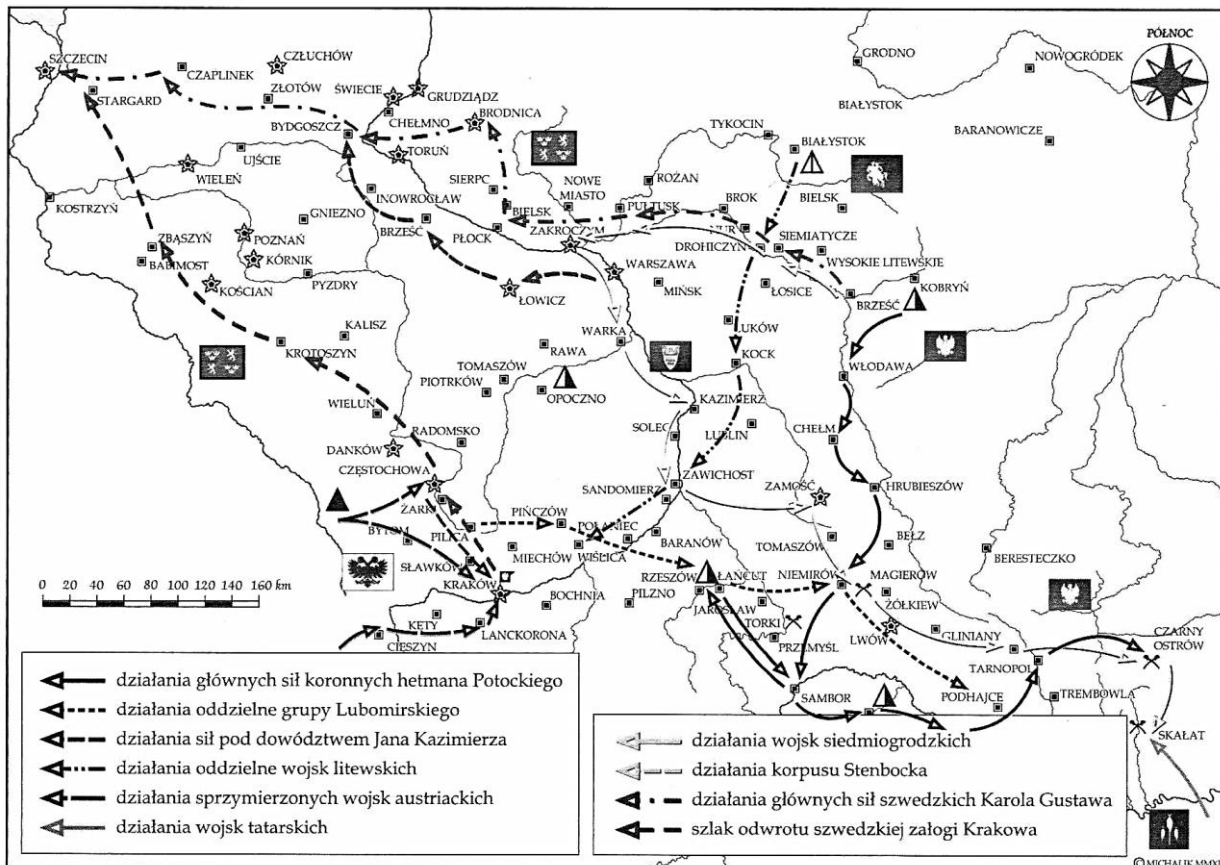 PÓŁNOC
SZCZECIN
CZŁUCHÓW
CZAPLINEK
STARGARD
ZŁOTÓW
ŚWIECIE
GRUDZIĄDZ
CHEŁMNO
BRODNICA
BYDGOSZCZ
TORUŃ
GRODNO
NOWOGRÓDEK
BIAŁYSTOK
BARANOWICZE
TYKOCIN
BIAŁYSTOK
UJŚCIE
WIELEŃ
KOSTRZYŃ
INOWROCŁAW
SIERPC
NOWE
MIASTO
RÓŻAN
BIELSK
PUŁTUSK
BROK
BIELSK
GNIEZNO
BRZEŚĆ
PŁOCK
ZAKROCZYM
NUR
DROHICZYN
SIEMIATYCZE
WYSOKIE LITEWSKIE
ZBĄSZYŃ
POZNAŃ
BABIMOST
KÓRNIK
PYZDRY
KOŚCIAN
WARSZAWA
ŁOWICZ
MIŃSK
ŁOSICE
BRZEŚĆ
KOBRYŃ
KALISZ
KROTOSZYN
WARKA
RAWA
ŁUKÓW
KOCK
WŁODAWA
TOMASZÓW
PIOTRKÓW
OPOCZNO
WIELUŃ
KAZIMIERZ
RADOMSKO
SOLEC
LUBLIN
CHEŁM
DANKÓW
CZĘSTOCHOWA
ZAWICHOST
SANDOMIERZ
ZAMOŚĆ
HRUBIESZÓW
ŻARKI
PILICA
PIŃCZÓW
POŁANIEC
BYTOM
MIECHÓW
WIŚLICA
BARANÓW
TOMASZÓW
BEŁZ
BERESTECZKO
SŁAWKÓW
KRAKÓW
RZESZÓW
ŁAŃCUT
NIEMIRÓW
MAGIERÓW
ŻÓŁKIEW
BOCHNIA
PILZNO
JAROSŁAW
TORKI
KĘTY
LANCKORONA
CIESZYN
PRZEMYŚL
LWÓW
GLINIANY
CZARNY
OSTRÓW
TARNOPOL
SAMBOR
PODHAJCE
TREMBOWLA
SKAŁAT
0 20 40 60 80 100 120 140 160 km
działania głównych sił koronnych hetmana Potockiego
działania oddzielne grupy Lubomirskiego
działania sił pod dowództwem Jana Kazimierza
działania oddzielne wojsk litewskich
działania sprzymierzonych wojsk austriackich
działania wojsk tatarskich
działania wojsk siedmiogrodzkich
działania korpusu Stenbocka
działania głównych sił szwedzkich Karola Gustawa
szlak odwrotu szwedzkiej załogi Krakowa